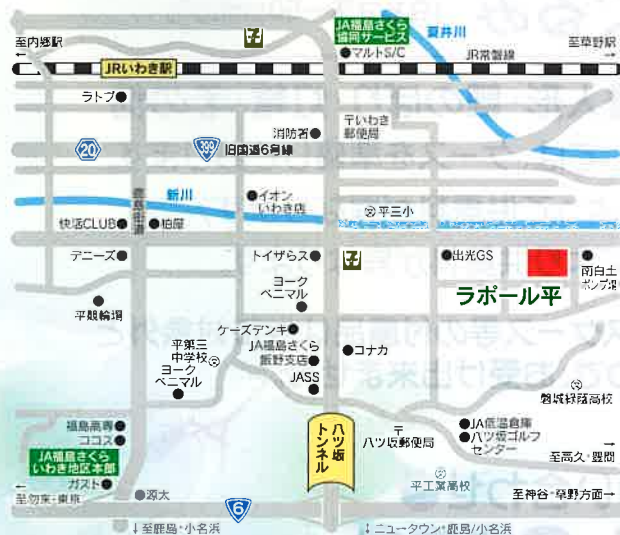 JA福島さくら
協同サービス
夏井川
至内郷駅
←
マルトS/C
JR常磐線
至草野駅
→
JRいわき駅
ラトブ
消防署
〒いわき
郵便局
20
399
旧国道6号線
鹿島街道
新川
イオン
いわき店
平三小
快活CLUB
柏屋
デニーズ
トイザらス
7
出光GS
南白土
ポンプ場
ラポール平
ヨーク
ベニマル
平競輪場
ケーズデンキ
平第三
中学校
JA福島さくら
飯野支店
コナカ
ヨーク
ベニマル
JASS
磐城緑蔭高校
福島高専
ココス
八ツ坂
トンネル
〒
八ツ坂郵便局
JA低温倉庫
八ツ坂ゴルフ
センター
JA福島さくら
いわき地区本部
ガスト
至高久・豊間
→
平工業高校
←
至勿来・東京
源太
6
至神谷・草野方面→
↓至鹿島・小名浜
↓ニュータウン・鹿島/小名浜